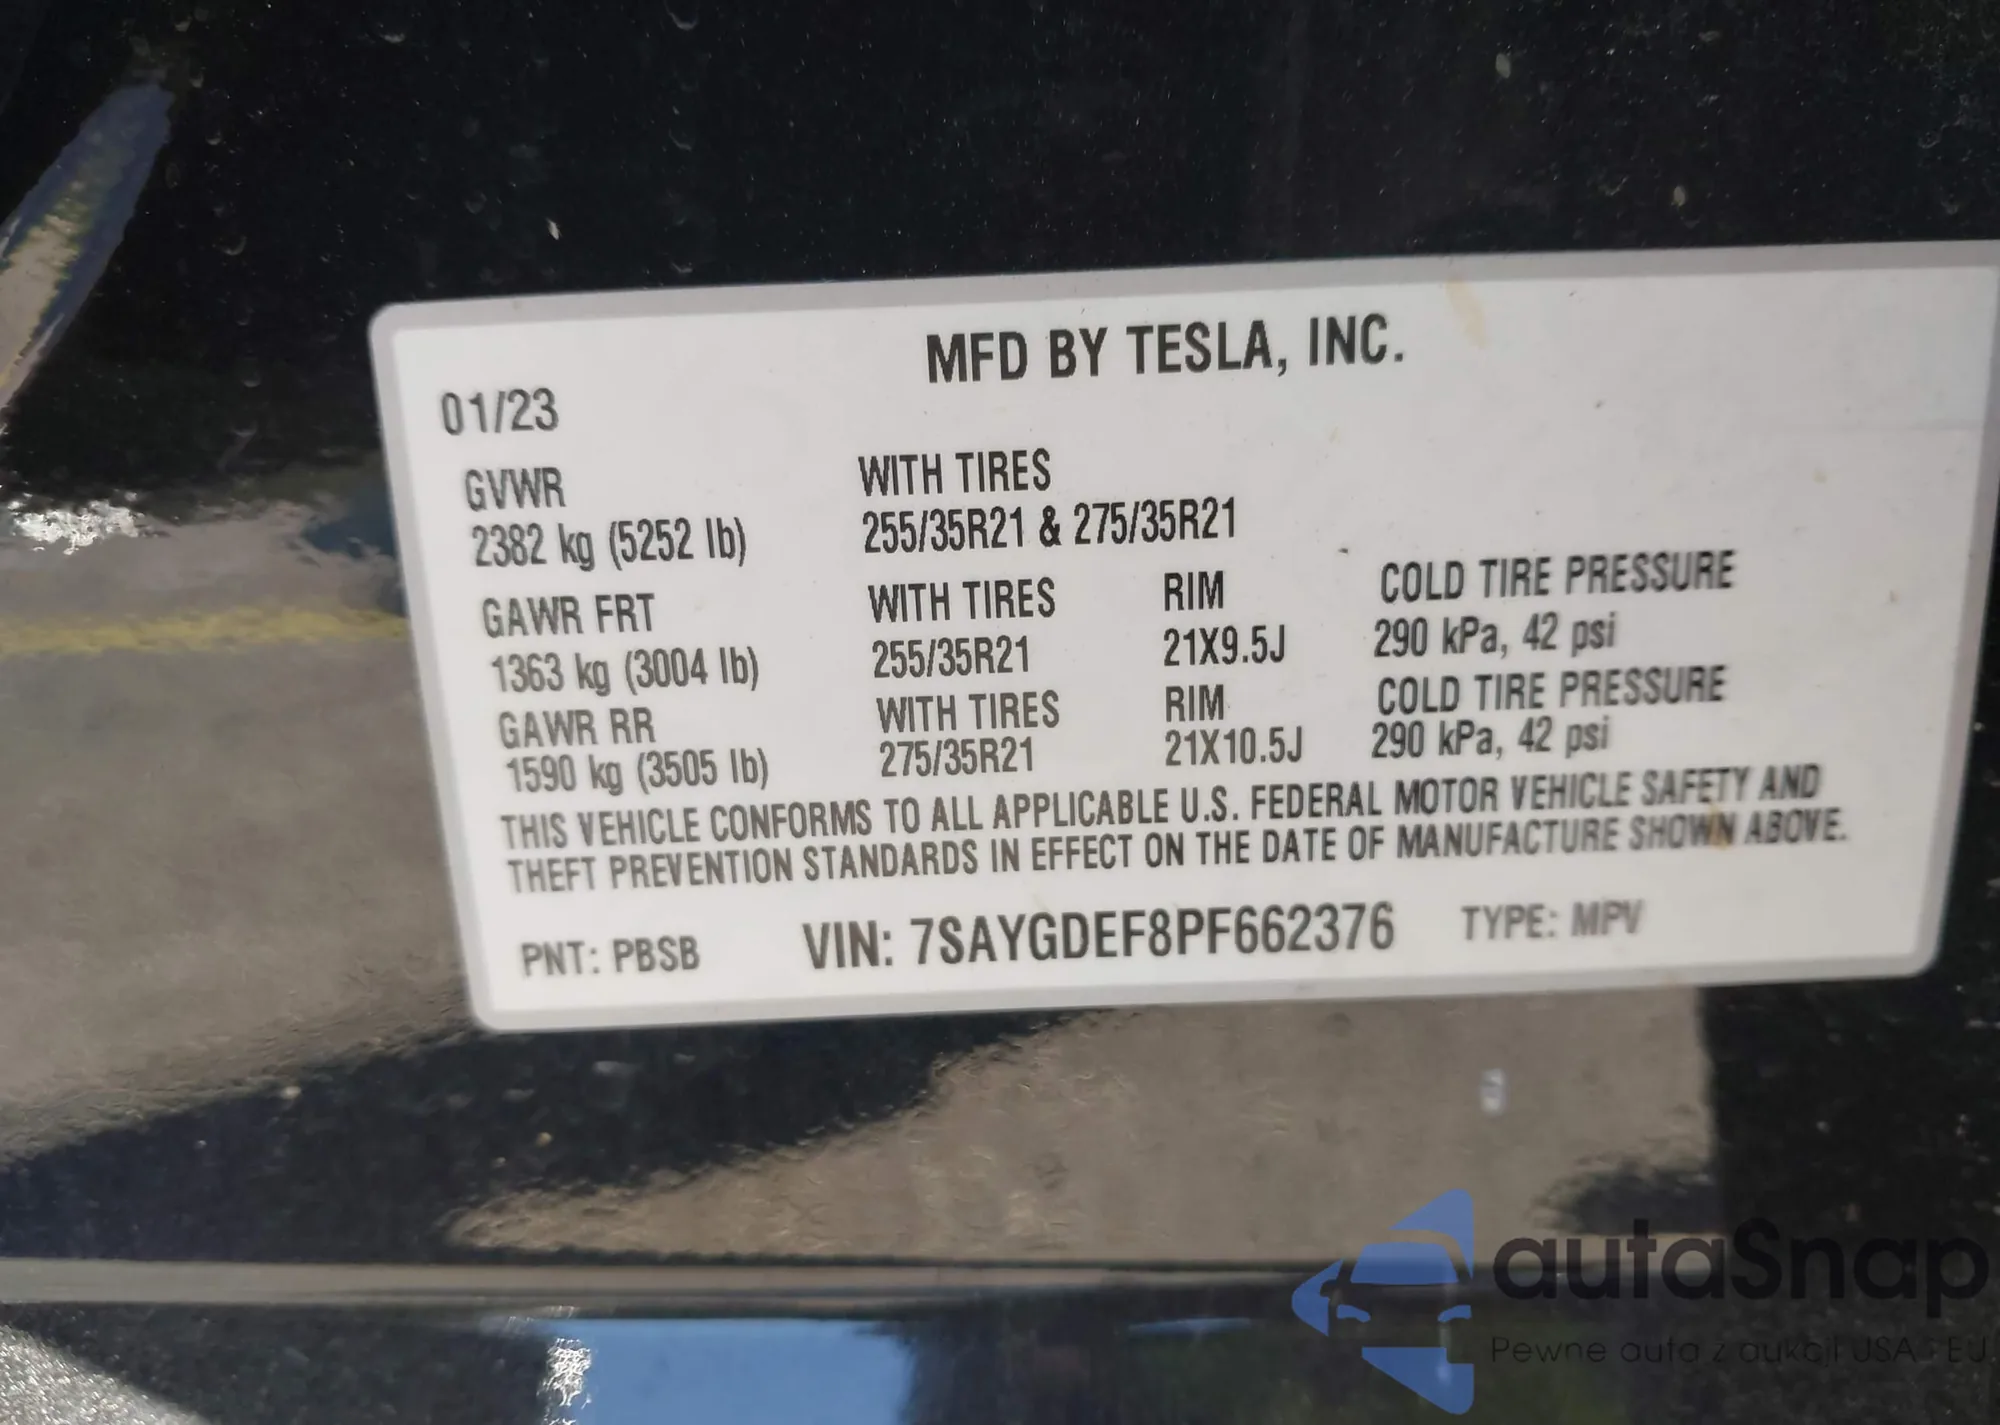 MFD BY TESLA, INC.
01/23
GVWR WITH TIRES
2382 kg (5252 lb) 255/35R21 & 275/35R21
GAWR FRT WITH TIRES RIM COLD TIRE PRESSURE
1363 kg (3004 lb) 255/35R21 21X9.5J 290 kPa, 42 psi
GAWR RR WITH TIRES RIM COLD TIRE PRESSURE
1590 kg (3505 lb) 275/35R21 21X10.5J 290 kPa, 42 psi
THIS VEHICLE CONFORMS TO ALL APPLICABLE U.S. FEDERAL MOTOR VEHICLE SAFETY AND
THEFT PREVENTION STANDARDS IN EFFECT ON THE DATE OF MANUFACTURE SHOWN ABOVE.
PNT: PBSB VIN: 7SAYGDEF8PF662376 TYPE: MPV
autaSnap
Pewne auta z aukcji USA i EU